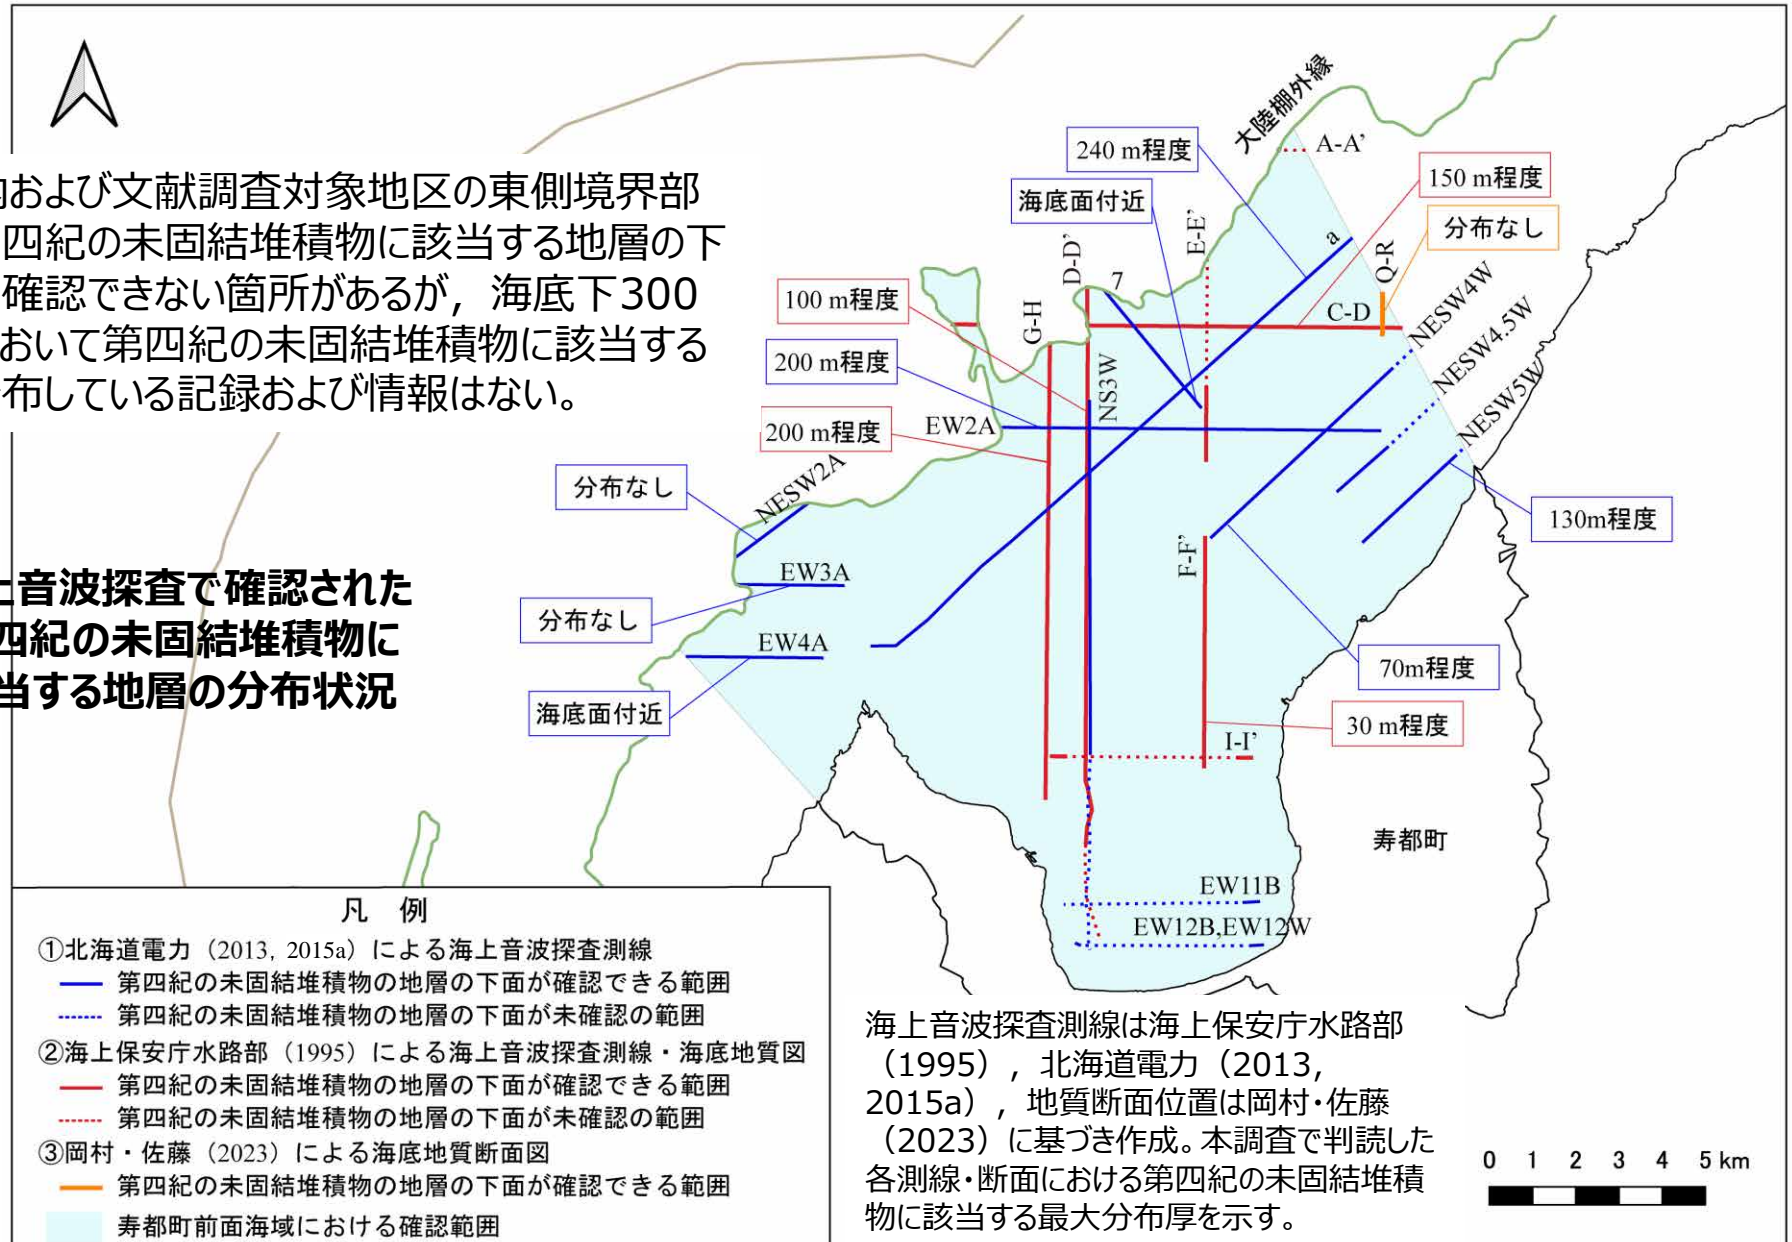 内および文献調査対象地区の東側境界部
四紀の未固結堆積物に該当する地層の下
確認できない箇所があるが，海底下300
おいて第四紀の未固結堆積物に該当する
布している記録および情報はない。
上音波探査で確認された
四紀の未固結堆積物に
当する地層の分布状況
大陸棚外縁
A-A’
240 m程度
150 m程度
海底面付近
分布なし
E-E’
a
Q-R
D-D’
7
100 m程度
G-H
C-D
NESW4W
200 m程度
NS3W
NESW4.5W
EW2A
200 m程度
NESW5W
NESW2A
分布なし
130m程度
F-F’
EW3A
分布なし
EW4A
70m程度
海底面付近
30 m程度
I-I’
寿都町
EW11B
EW12B,EW12W
凡 例
①北海道電力（2013, 2015a）による海上音波探査測線
第四紀の未固結堆積物の地層の下面が確認できる範囲
第四紀の未固結堆積物の地層の下面が未確認の範囲
②海上保安庁水路部（1995）による海上音波探査測線・海底地質図
第四紀の未固結堆積物の地層の下面が確認できる範囲
第四紀の未固結堆積物の地層の下面が未確認の範囲
③岡村・佐藤（2023）による海底地質断面図
第四紀の未固結堆積物の地層の下面が確認できる範囲
寿都町前面海域における確認範囲
海上音波探査測線は海上保安庁水路部
（1995），北海道電力（2013,
2015a），地質断面位置は岡村・佐藤
（2023）に基づき作成。本調査で判読した
各測線・断面における第四紀の未固結堆積
物に該当する最大分布厚を示す。
0 1 2 3 4 5 km